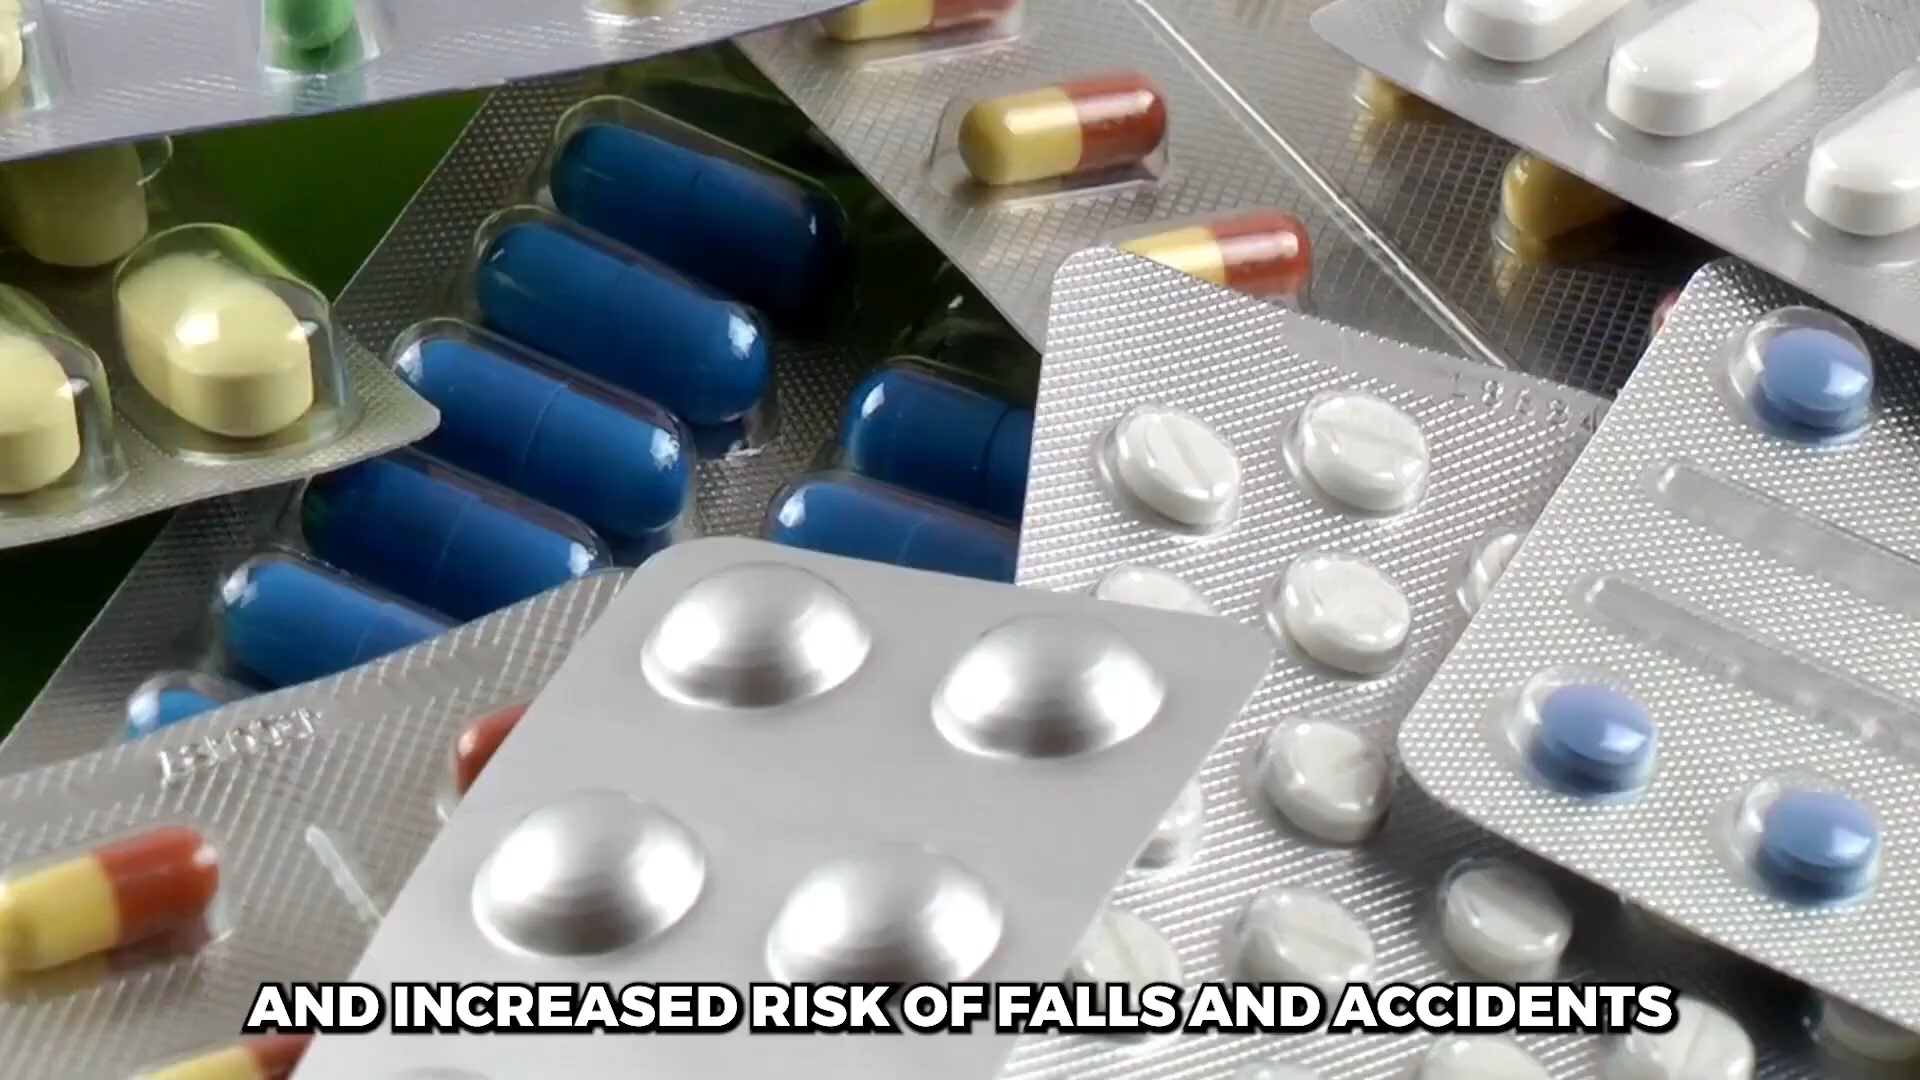 AND INCREASED RISK OF FALLS AND ACCIDENTS